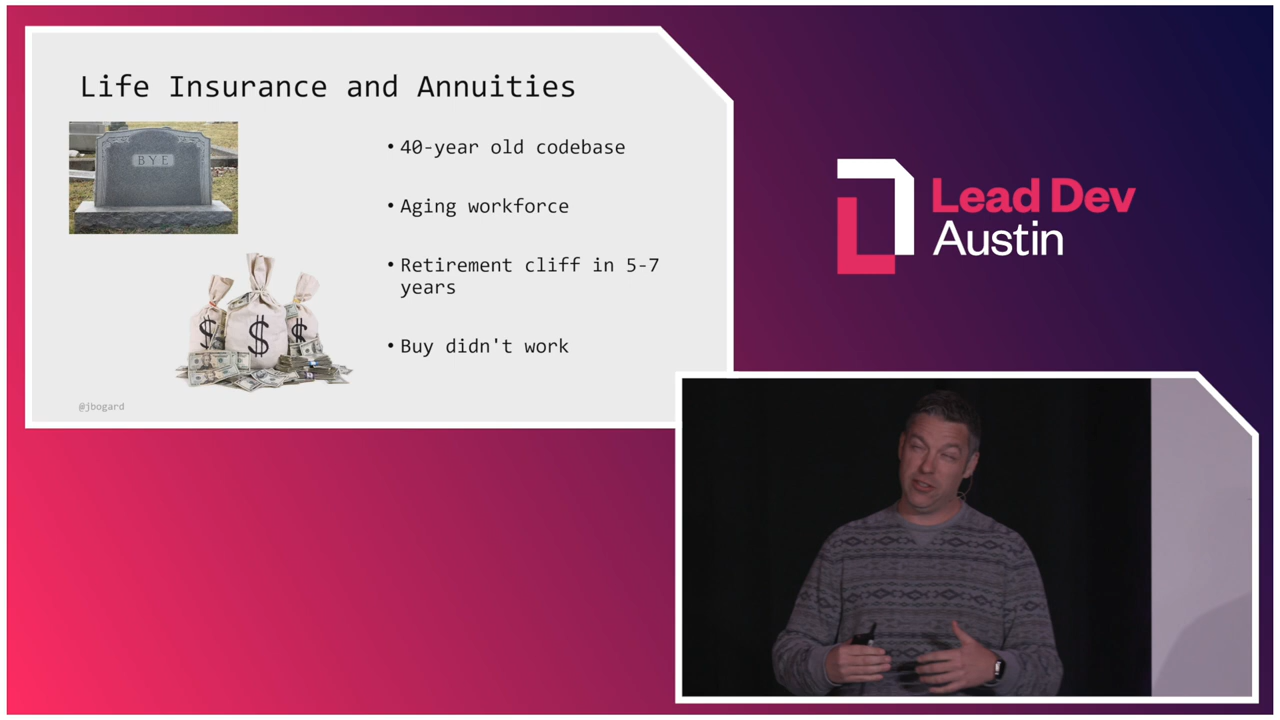 Life Insurance and Annuities
BYE
• 40-year old codebase
• Aging workforce
• Retirement cliff in 5-7
years
• Buy didn't work
$ $ $
@jbogard
Lead Dev
Austin